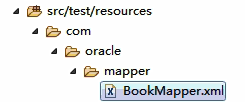 src/test/resources
com
oracle
mapper
BookMapper.xml